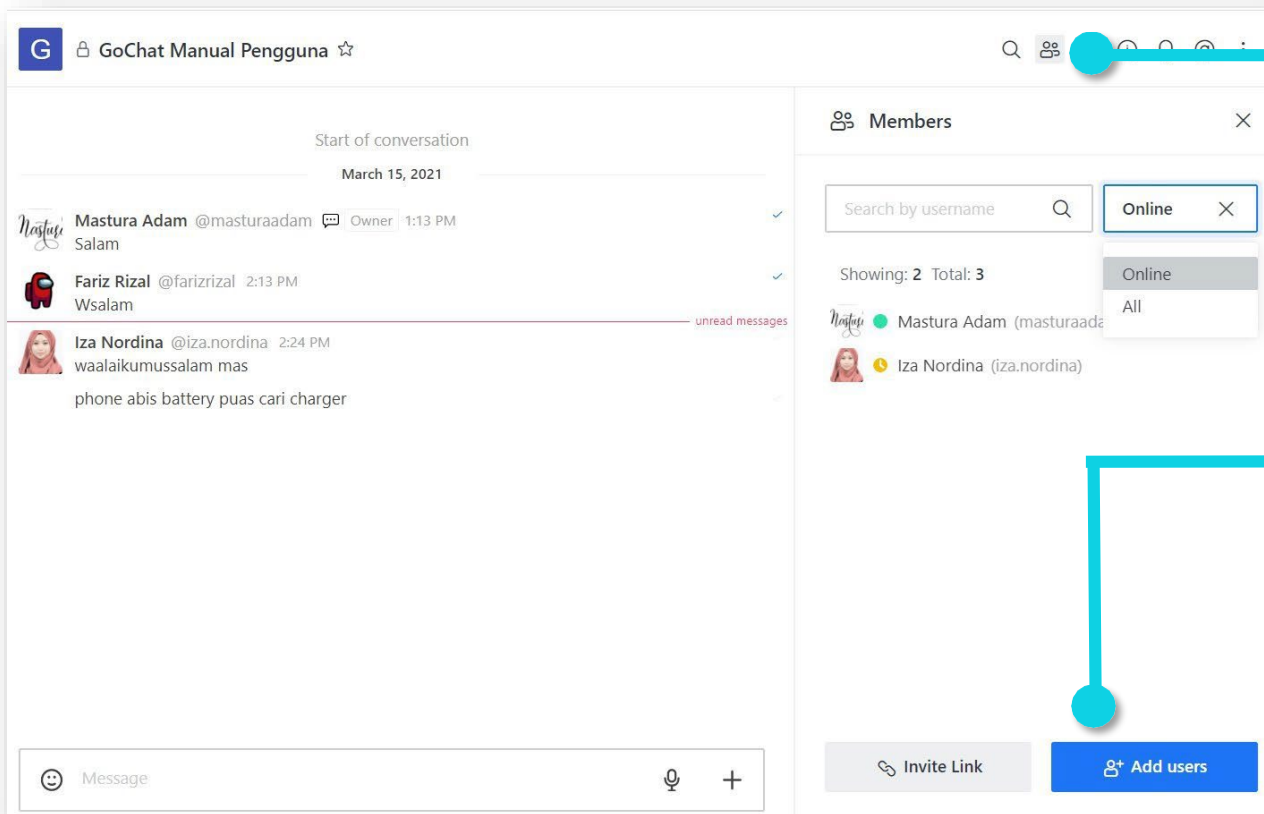 G GoChat Manual Pengguna
Start of conversation
March 15, 2021
Mastura Adam @masturaadam Owner 1:13 PM
Salam
Fariz Rizal @farizrizal 2:13 PM
Wsalam
unread messages
Iza Nordina @iza.nordina 2:24 PM
waalaikumussalam mas
phone abis battery puas cari charger
Message
Members
Search by username
Online
Online
All
Showing: 2 Total: 3
Mastura Adam (masturaada
Iza Nordina (iza.nordina)
Invite Link
Add users